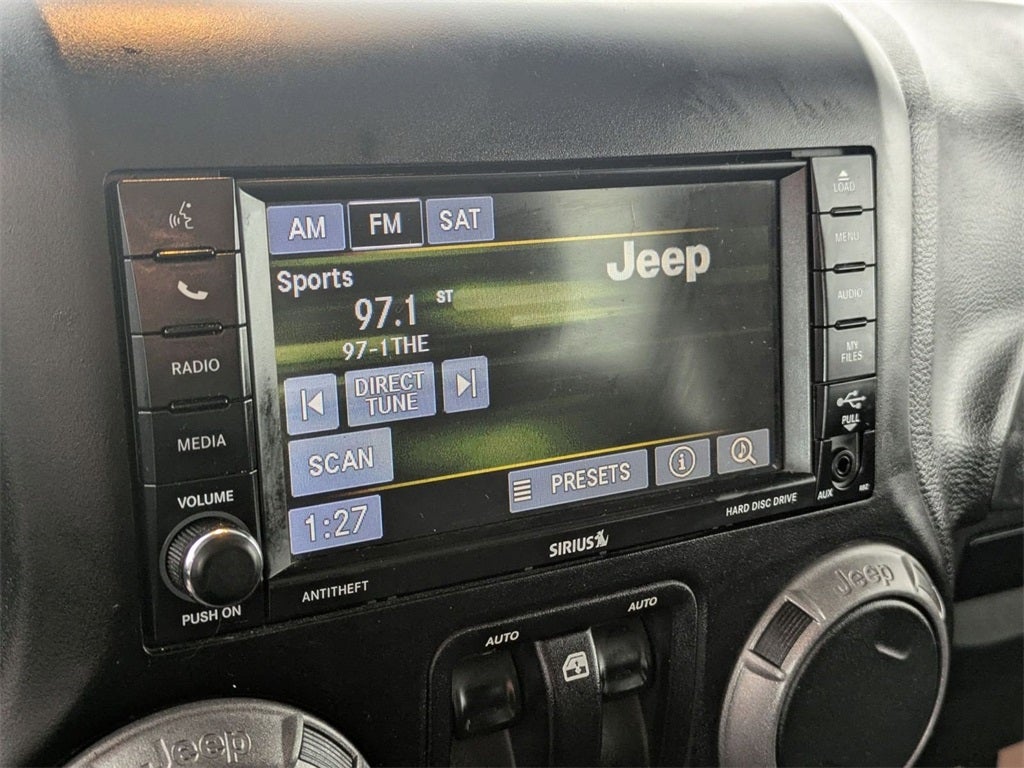 AM FM SAT
Jeep
Sports
97.1 ST
97-1THE
DIRECT
TUNE
SCAN
PRESETS
1:27
RADIO
MEDIA
VOLUME
PUSH ON
ANTITHEFT
SIRIUS
HARD DISC DRIVE
LOAD
MENU
AUDIO
MY
FILES
PULL
AUX
AUTO
AUTO
Jeep
Jeep